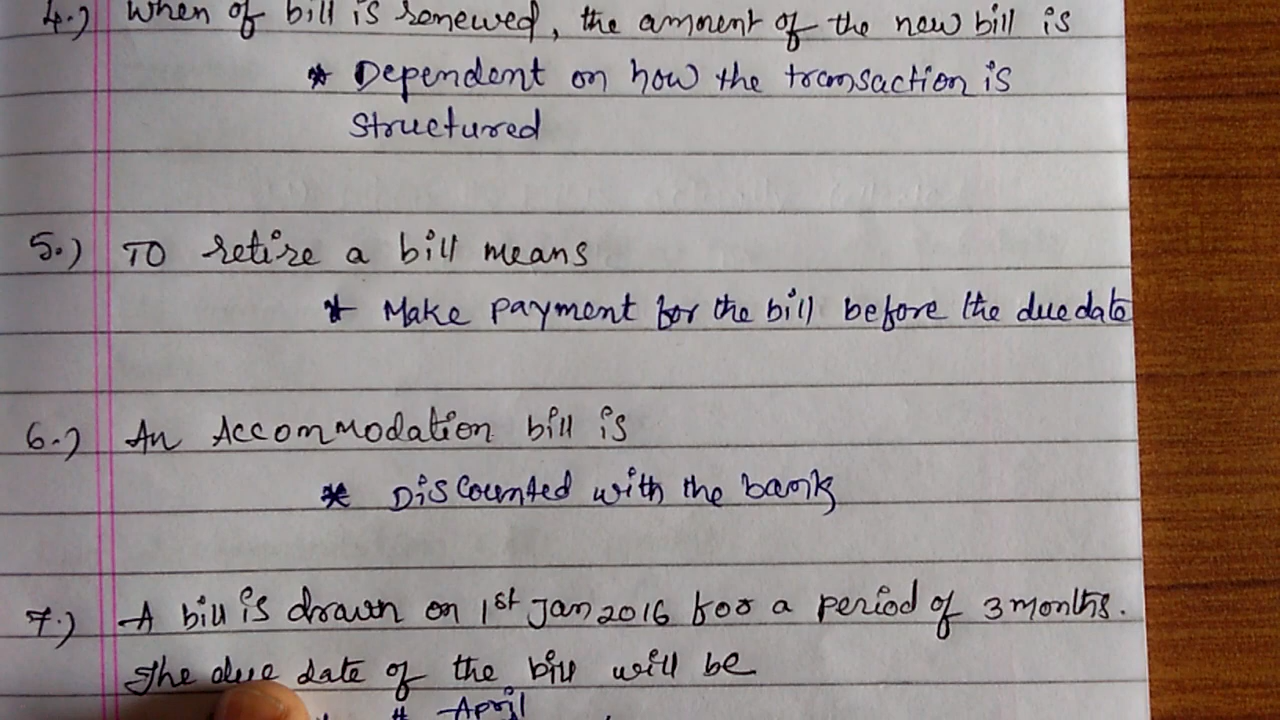 4.) When of bill is renewed, the amount of the new bill is
* Dependent on how the transaction is
structured
5.) TO retire a bill means
* Make payment for the bill before the due date
6.) An Accommodation bill is
* Discounted with the bank
7.) A bill is drawn on 1st Jan 2016 for a period of 3 months.
The due date of the bill will be
* April